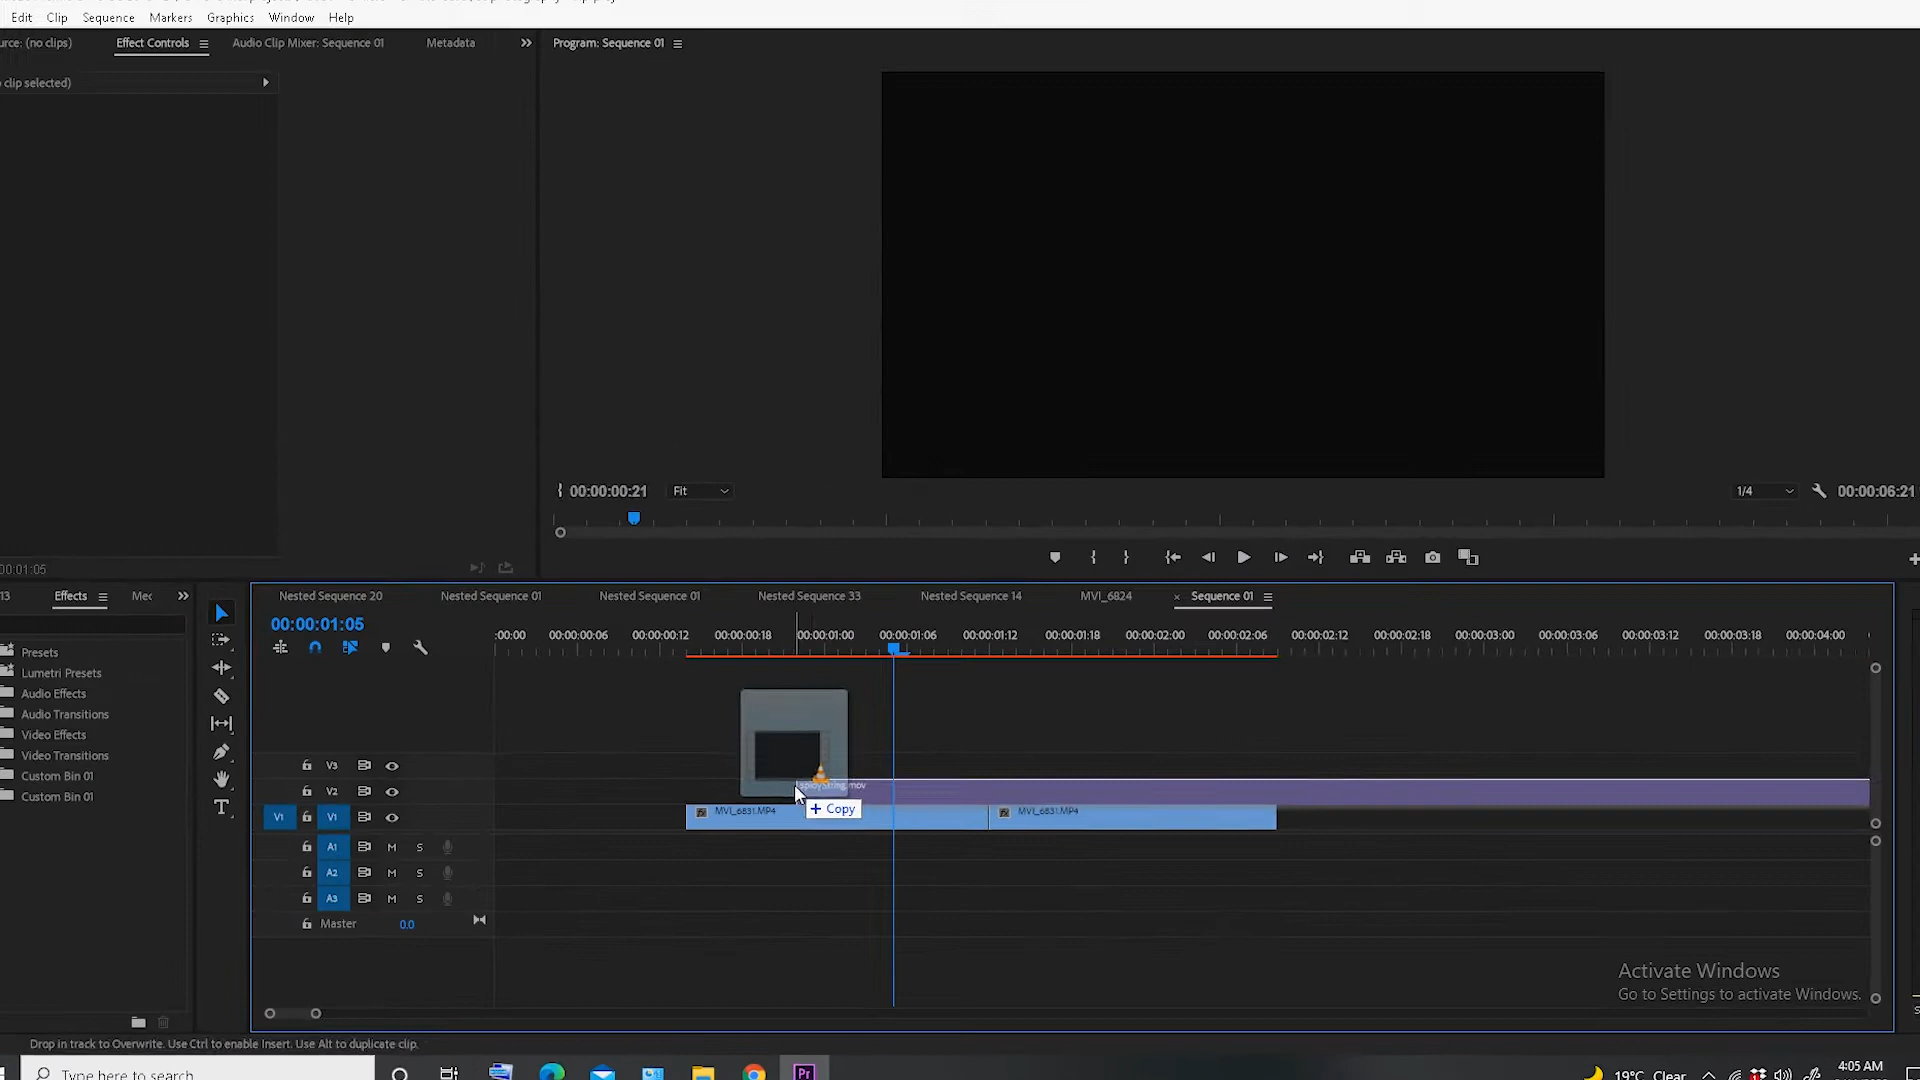 Edit Clip Sequence Markers Graphics Window Help
urce: (no clips) Effect Controls Audio Clip Mixer: Sequence 01 Metadata
Program: Sequence 01
clip selected)
00:00:00:21 Fit 1/4 00:00:06:21
00:01:05
13 Effects Mec
Nested Sequence 20 Nested Sequence 01 Nested Sequence 01 Nested Sequence 33 Nested Sequence 14 MVI_6824 × Sequence 01
00:00:01:05
:00:00 00:00:00:06 00:00:00:12 00:00:00:18 00:00:01:00 00:00:01:06 00:00:01:12 00:00:01:18 00:00:02:00 00:00:02:06 00:00:02:12 00:00:02:18 00:00:03:00 00:00:03:06 00:00:03:12 00:00:03:18 00:00:04:00
Presets
Lumetri Presets
Audio Effects
Audio Transitions
Video Effects
Video Transitions
Custom Bin 01
Custom Bin 01
V3
V2
V1 V1 MVI_6831.MP4 MVI_6831.MP4
+ Copy
A1 M S
A2 M S
A3 M S
Master 0.0
Activate Windows
Go to Settings to activate Windows.
Drop in track to Overwrite. Use Ctrl to enable Insert. Use Alt to duplicate clip.
Type here to search
Pr
19°C Clear
4:05 AM